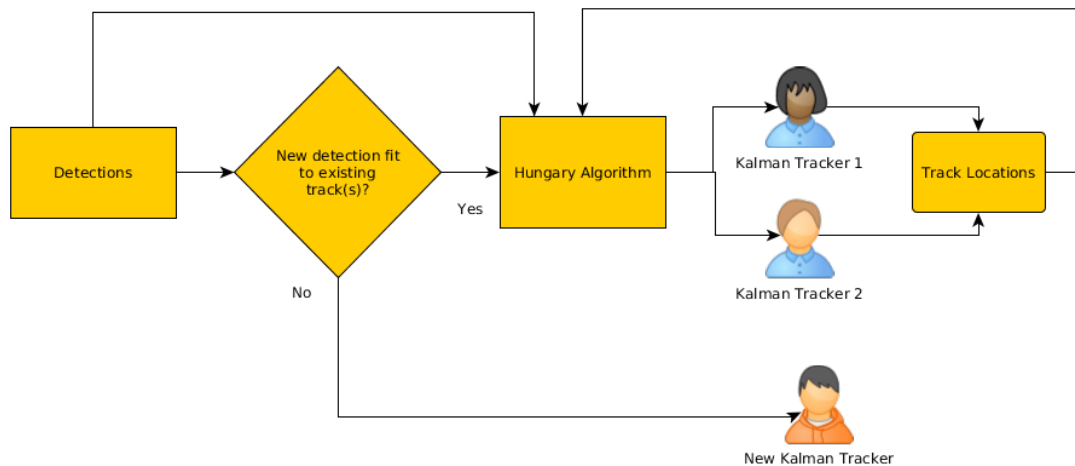 Detections
New detection fit
to existing
track(s)?
Yes
No
Hungary Algorithm
Kalman Tracker 1
Kalman Tracker 2
Track Locations
New Kalman Tracker